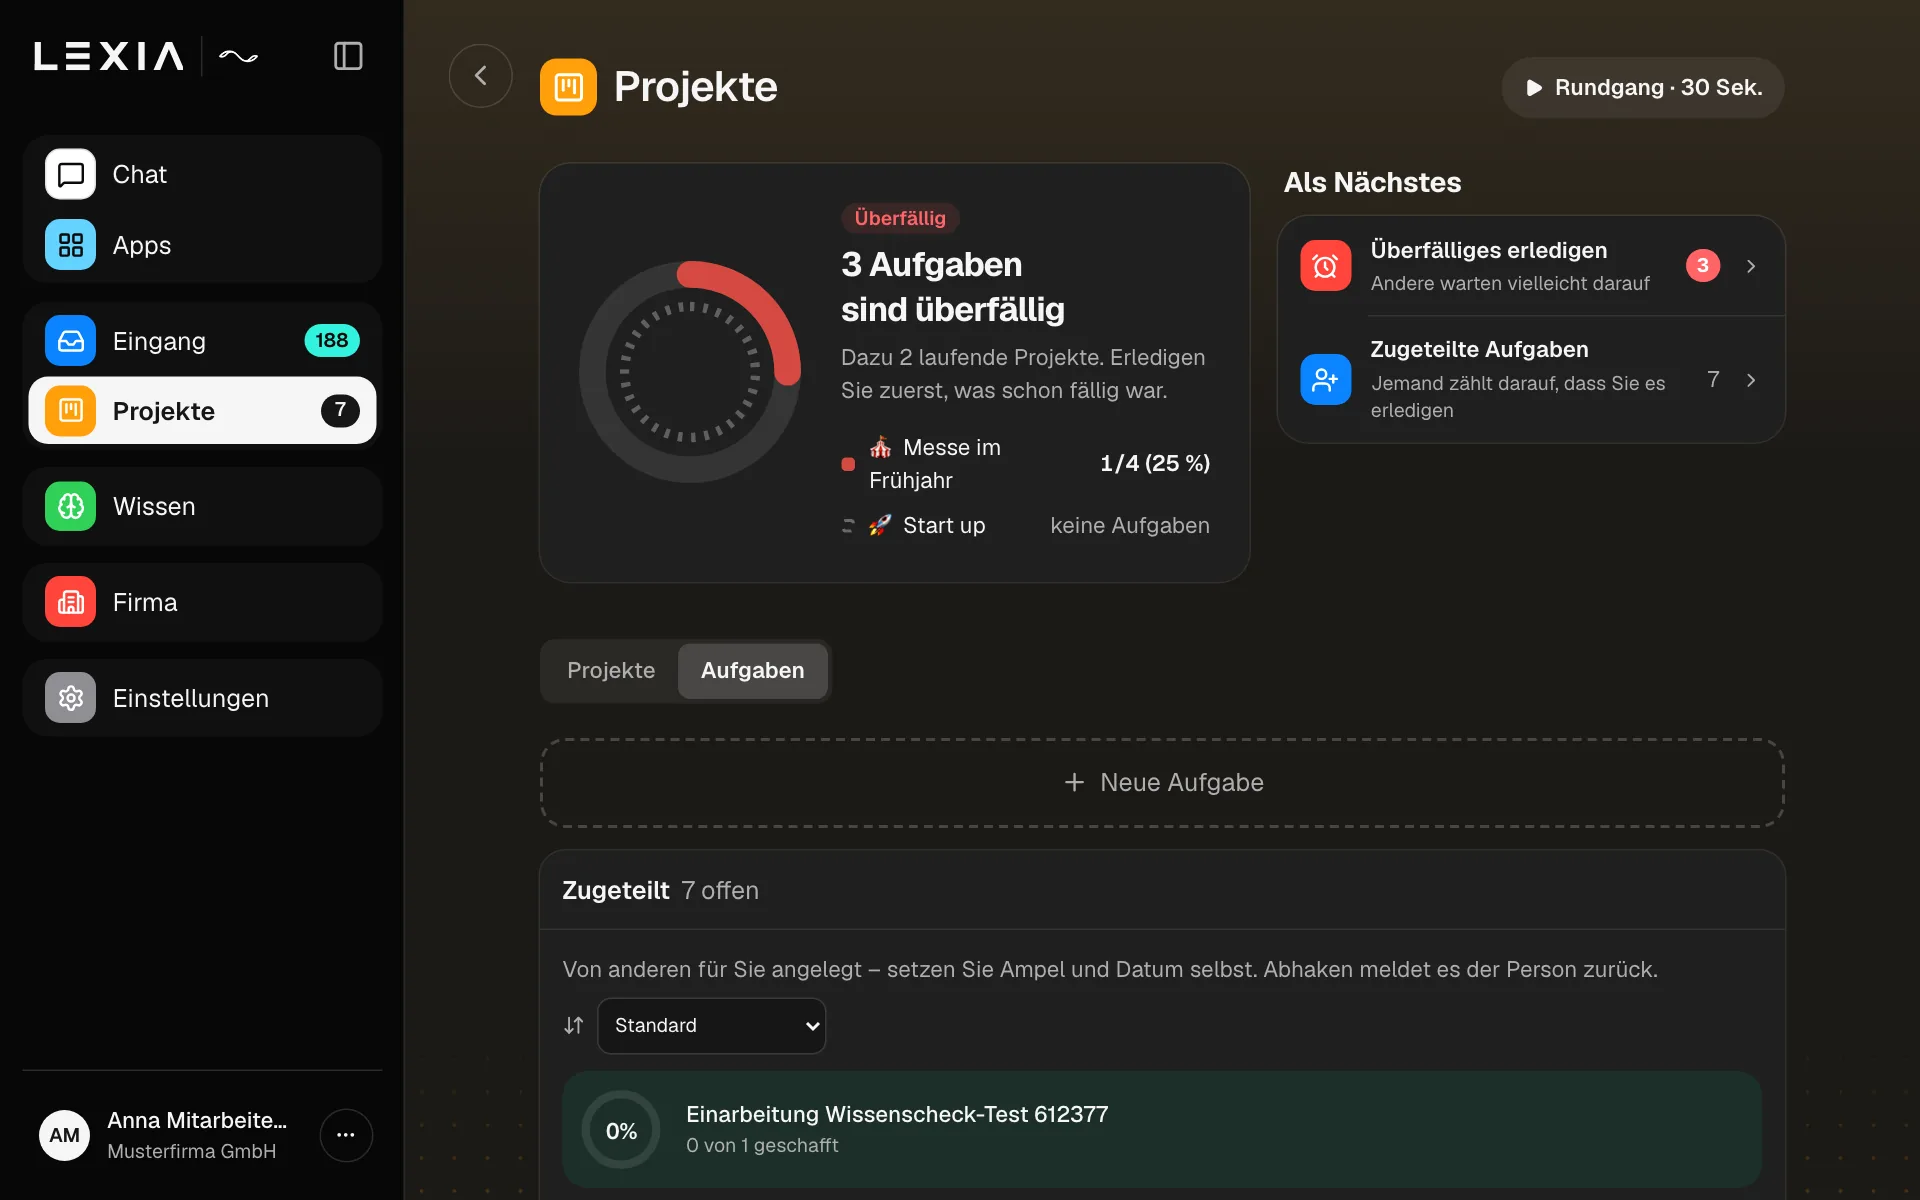 LEXIA
Chat
Apps
Eingang 188
Projekte 7
Wissen
Firma
Einstellungen
AM
Anna Mitarbeite...
Musterfirma GmbH
Projekte
Rundgang · 30 Sek.
Überfällig
3 Aufgaben
sind überfällig
Dazu 2 laufende Projekte. Erledigen
Sie zuerst, was schon fällig war.
Messe im
Frühjahr
1/4 (25 %)
Start up keine Aufgaben
Als Nächstes
Überfälliges erledigen
Andere warten vielleicht darauf
3
Zugeteilte Aufgaben
Jemand zählt darauf, dass Sie es
erledigen
7
Projekte Aufgaben
+ Neue Aufgabe
Zugeteilt 7 offen
Von anderen für Sie angelegt – setzen Sie Ampel und Datum selbst. Abhaken meldet es der Person zurück.
Standard
0%
Einarbeitung Wissenscheck-Test 612377
0 von 1 geschafft